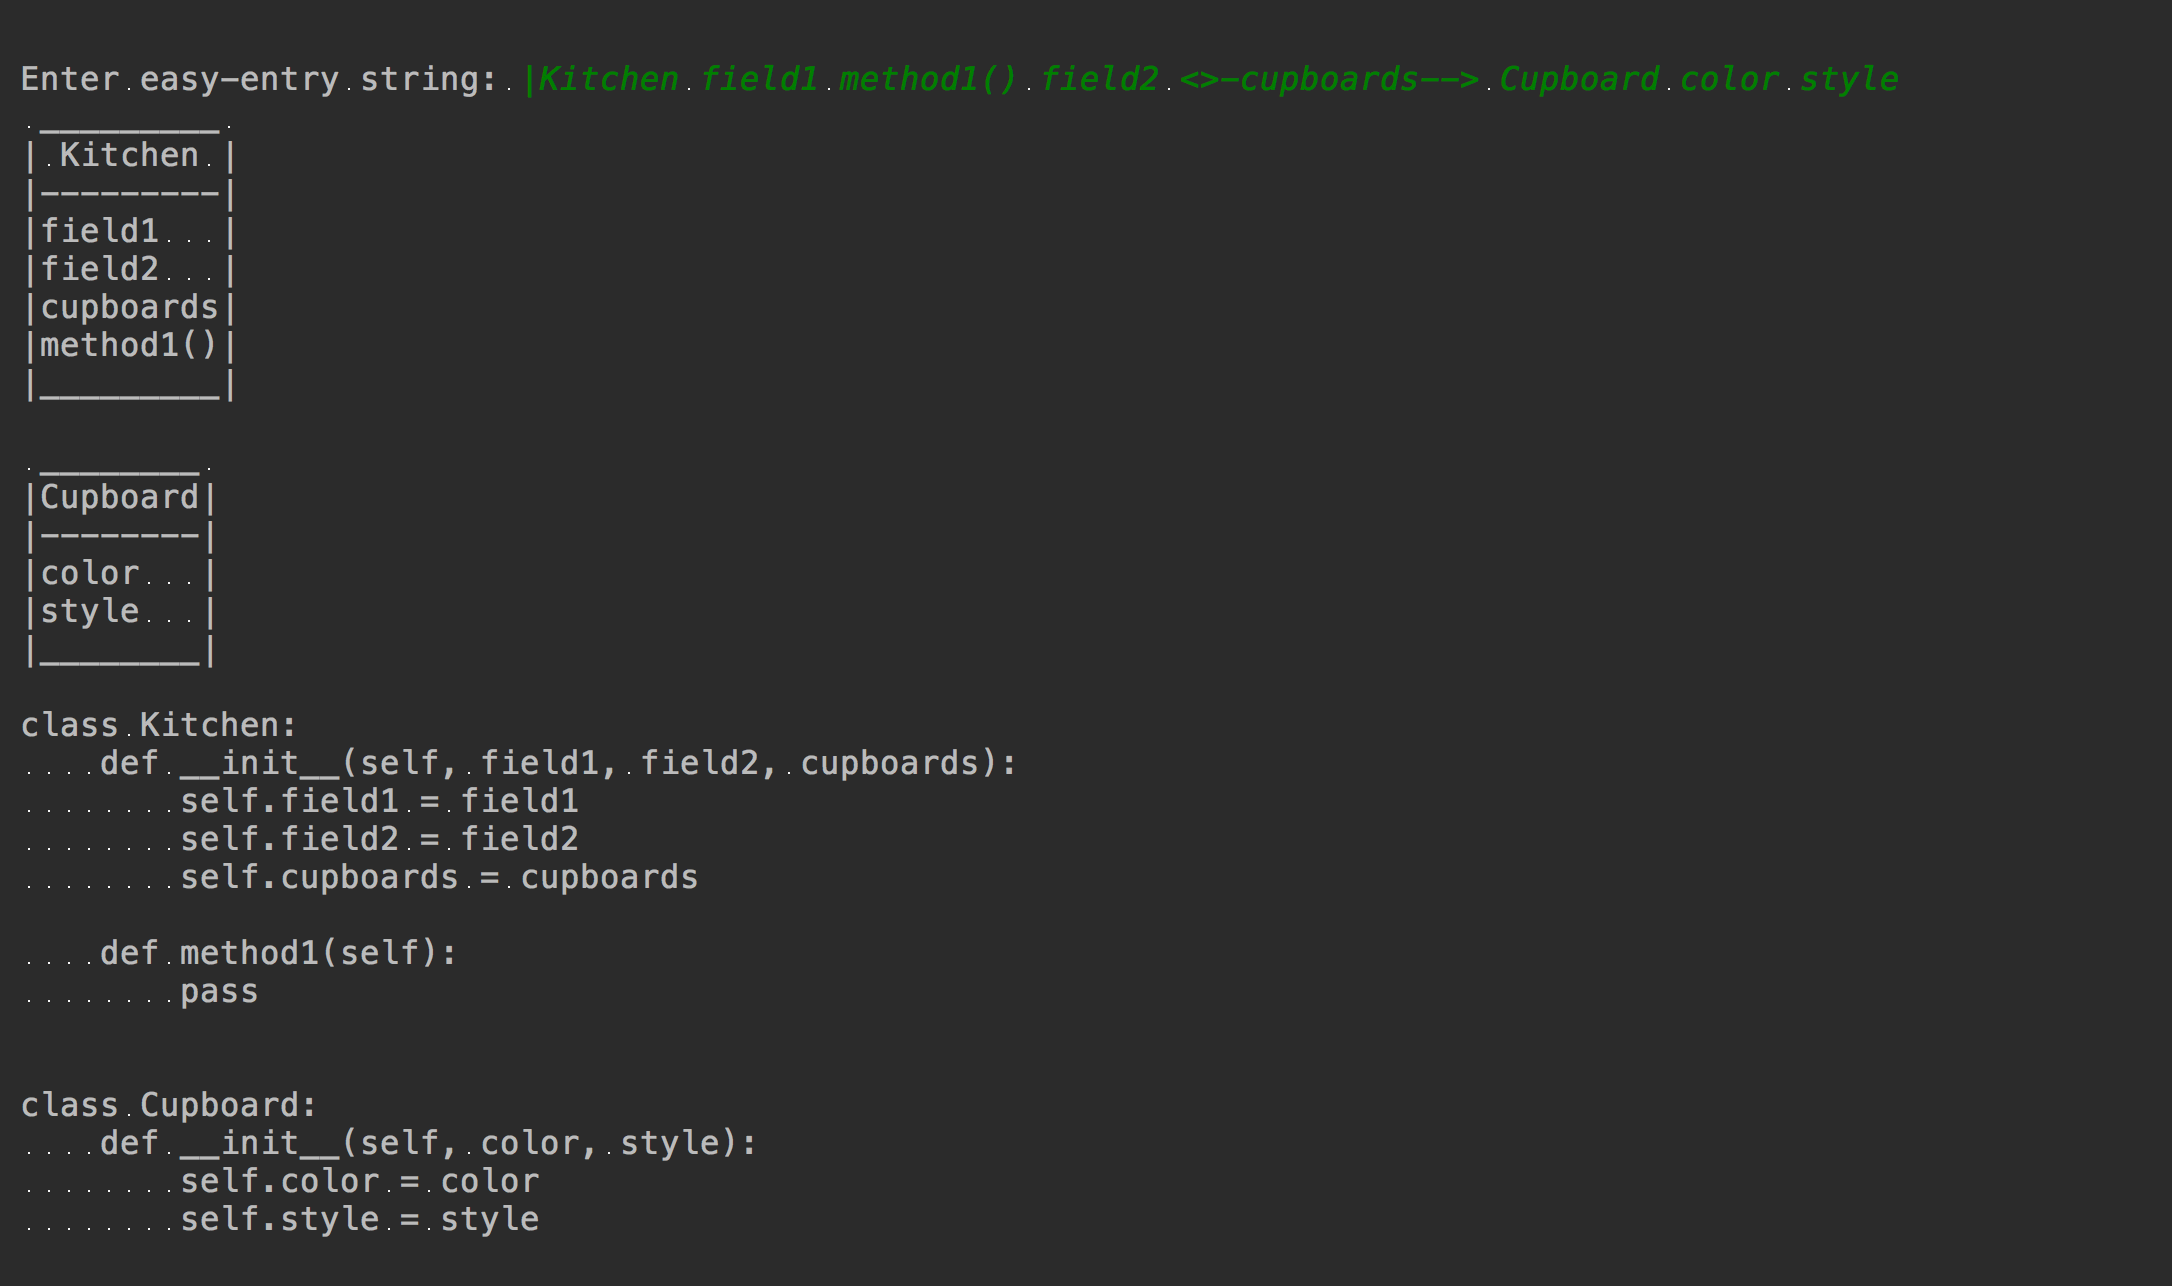 Enter easy-entry string: |Kitchen field1 method1() field2 <>-cupboards--> Cupboard color style
 _________ 
| Kitchen |
|---------|
|field1   |
|field2   |
|cupboards|
|method1()|
|_________|

 ________ 
|Cupboard|
|--------|
|color   |
|style   |
|________|

class Kitchen:
    def __init__(self, field1, field2, cupboards):
        self.field1 = field1
        self.field2 = field2
        self.cupboards = cupboards

    def method1(self):
        pass


class Cupboard:
    def __init__(self, color, style):
        self.color = color
        self.style = style